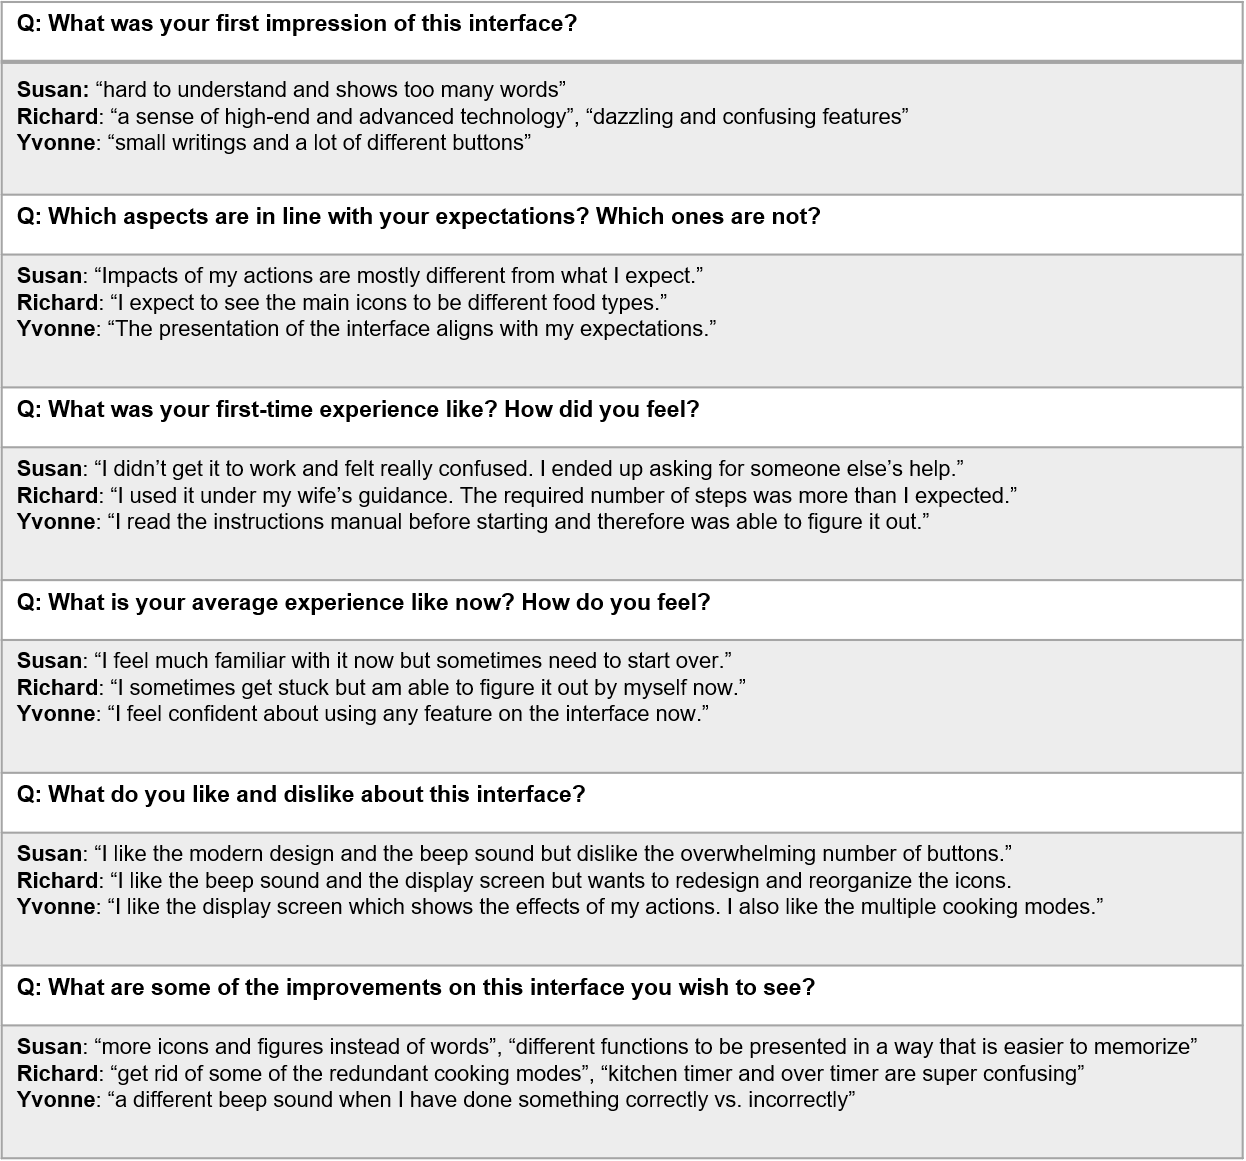 Q: What was your first impression of this interface?
Susan: “hard to understand and shows too many words”
Richard: “a sense of high-end and advanced technology”, “dazzling and confusing features”
Yvonne: “small writings and a lot of different buttons”
Q: Which aspects are in line with your expectations? Which ones are not?
Susan: “Impacts of my actions are mostly different from what I expect.”
Richard: “I expect to see the main icons to be different food types.”
Yvonne: “The presentation of the interface aligns with my expectations.”
Q: What was your first-time experience like? How did you feel?
Susan: “I didn’t get it to work and felt really confused. I ended up asking for someone else’s help.”
Richard: “I used it under my wife’s guidance. The required number of steps was more than I expected.”
Yvonne: “I read the instructions manual before starting and therefore was able to figure it out.”
Q: What is your average experience like now? How do you feel?
Susan: “I feel much familiar with it now but sometimes need to start over.”
Richard: “I sometimes get stuck but am able to figure it out by myself now.”
Yvonne: “I feel confident about using any feature on the interface now.”
Q: What do you like and dislike about this interface?
Susan: “I like the modern design and the beep sound but dislike the overwhelming number of buttons.”
Richard: “I like the beep sound and the display screen but wants to redesign and reorganize the icons.
Yvonne: “I like the display screen which shows the effects of my actions. I also like the multiple cooking modes.”
Q: What are some of the improvements on this interface you wish to see?
Susan: “more icons and figures instead of words”, “different functions to be presented in a way that is easier to memorize”
Richard: “get rid of some of the redundant cooking modes”, “kitchen timer and over timer are super confusing”
Yvonne: “a different beep sound when I have done something correctly vs. incorrectly”